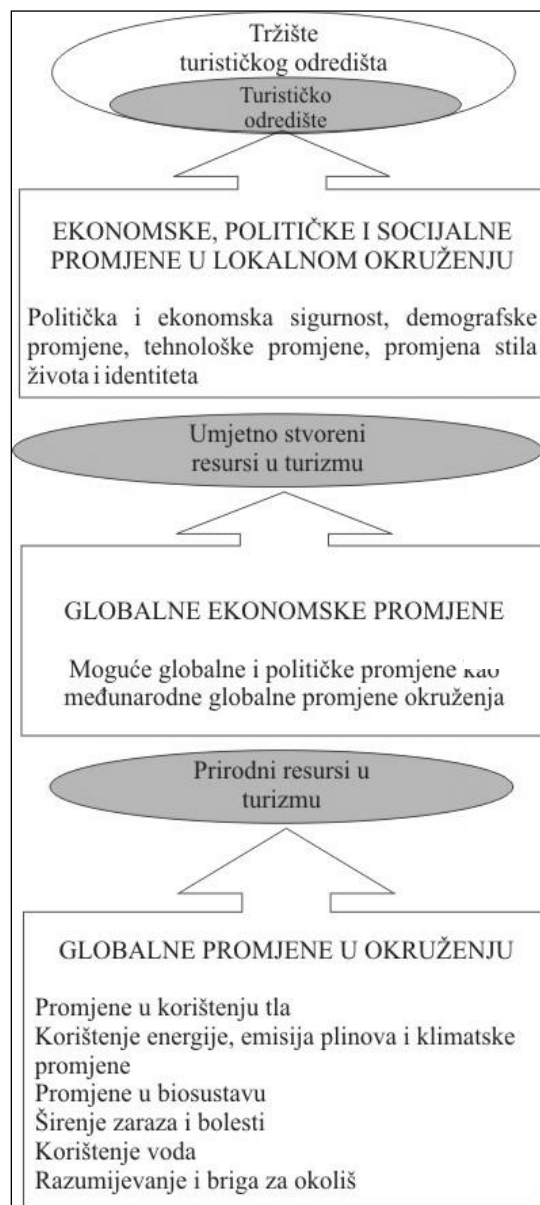 Tržište
turističkog odredišta
Turističko
odredište
EKONOMSKE, POLITIČKE I SOCIJALNE
PROMJENE U LOKALNOM OKRUŽENJU
Politička i ekonomska sigurnost, demografske
promjene, tehnološke promjene, promjena stila
života i identiteta
Umjetno stvoreni
resursi u turizmu
GLOBALNE EKONOMSKE PROMJENE
Moguće globalne i političke promjene kao
međunarodne globalne promjene okruženja
Prirodni resursi u
turizmu
GLOBALNE PROMJENE U OKRUŽENJU
Promjene u korištenju tla
Korištenje energije, emisija plinova i klimatske
promjene
Promjene u biosustavu
Širenje zaraza i bolesti
Korištenje voda
Razumijevanje i briga za okoliš